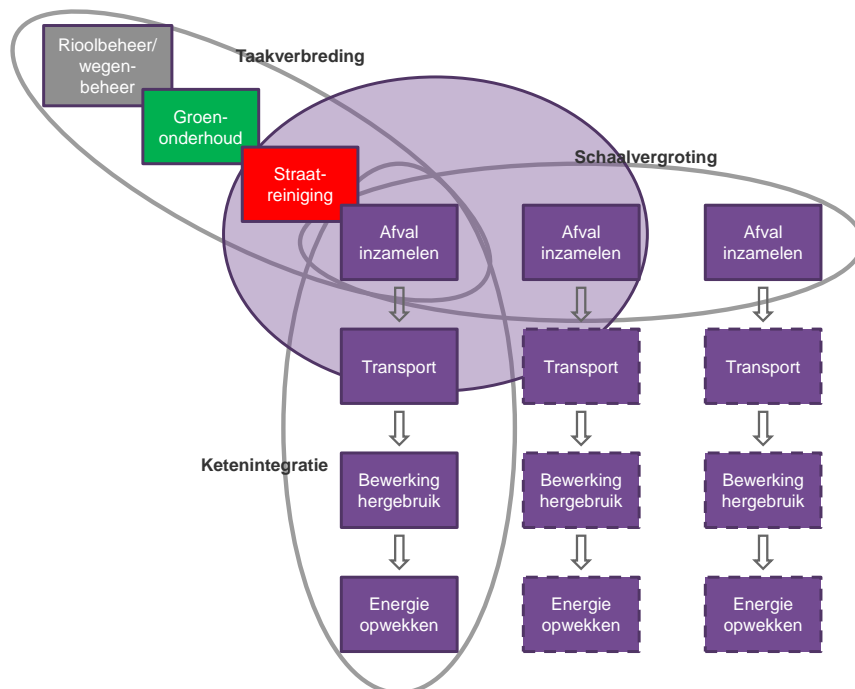 Rioolbeheer/
wegen-
beheer
Taakverbreding
Groen-
onderhoud
Straat-
reiniging
Schaalvergroting
Afval
inzamelen
Afval
inzamelen
Afval
inzamelen
Transport
Transport
Transport
Ketenintegratie
Bewerking
hergebruik
Bewerking
hergebruik
Bewerking
hergebruik
Energie
opwekken
Energie
opwekken
Energie
opwekken